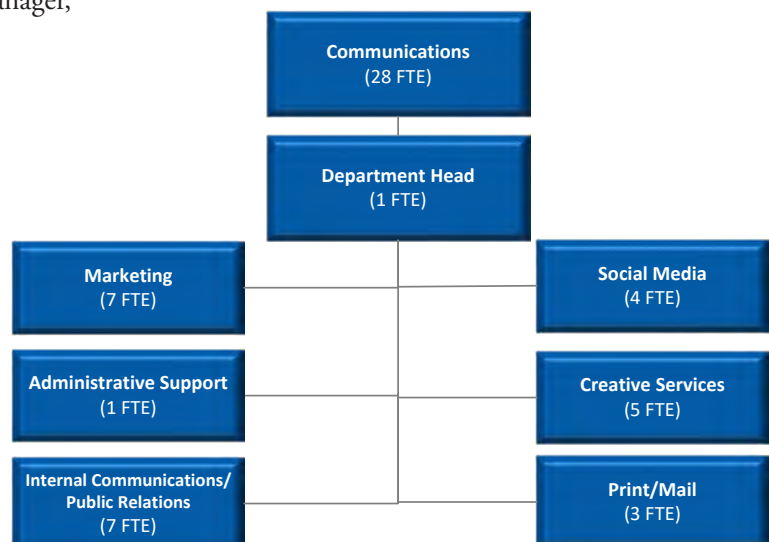 Communications
(28 FTE)
Department Head
(1 FTE)
Marketing
(7 FTE)
Social Media
(4 FTE)
Administrative Support
(1 FTE)
Creative Services
(5 FTE)
Internal Communications/
Public Relations
(7 FTE)
Print/Mail
(3 FTE)